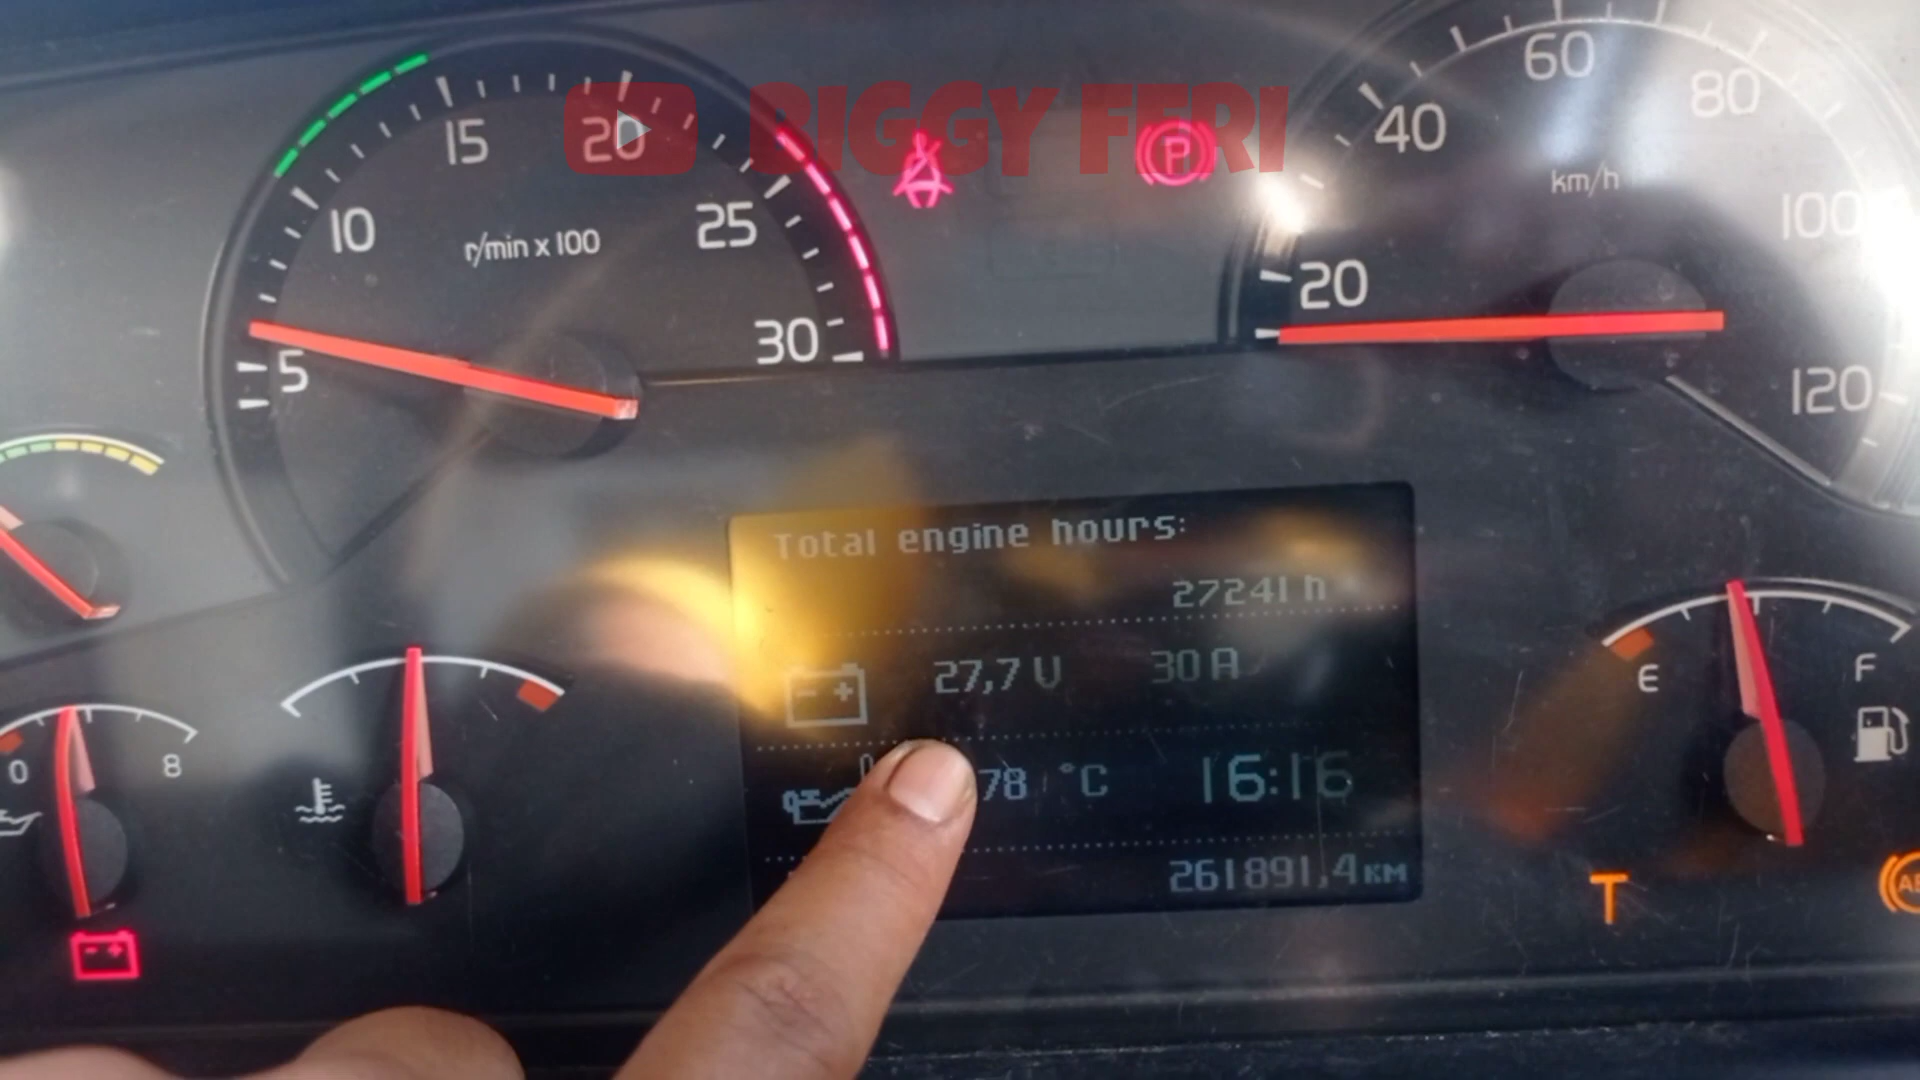 BIGGY FERI
5
10
15
20
25
30
r/min x 100
P
20
40
60
80
100
120
km/h
Total engine hours:
27241 h
27,7 V 30 A
78 °C 16:16
261891,4 KM
0 8
E F
T